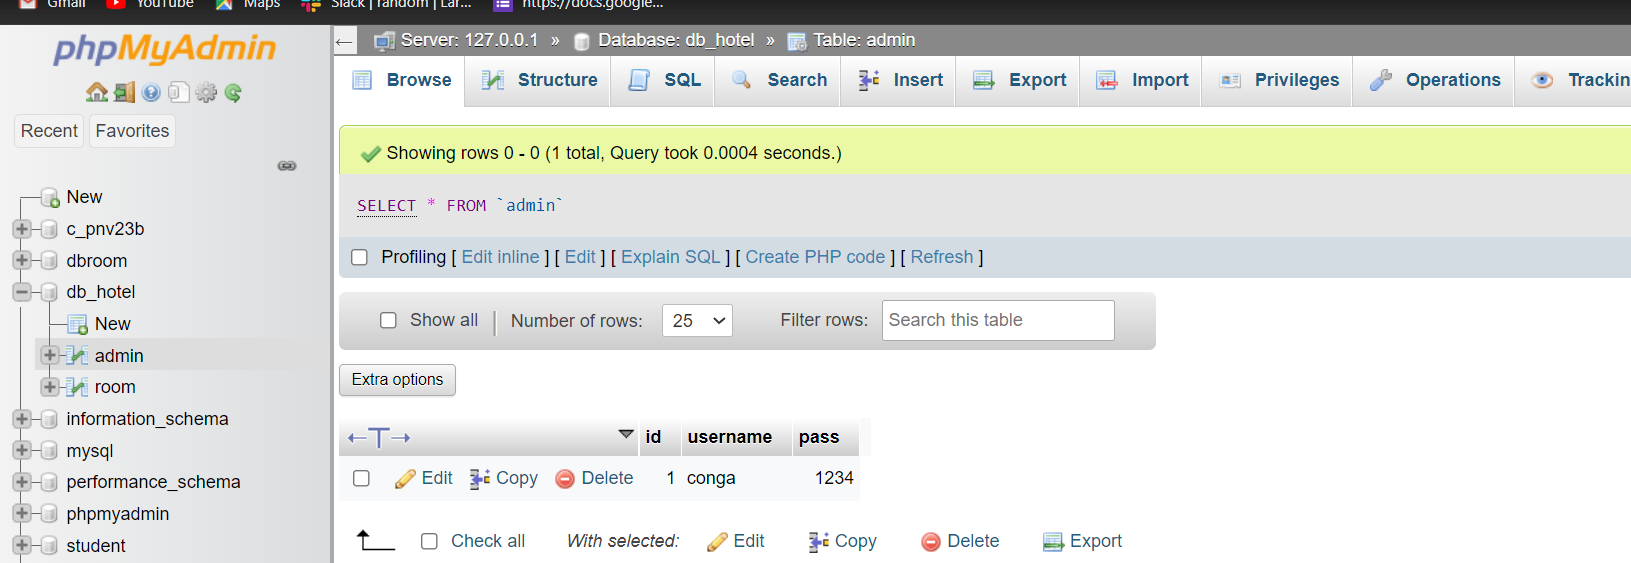 Gmail YouTube Maps Slack | random | Lar... https://docs.google...
phpMyAdmin
Recent Favorites
New
c_pnv23b
dbroom
db_hotel
New
admin
room
information_schema
mysql
performance_schema
phpmyadmin
student
Server: 127.0.0.1 » Database: db_hotel » Table: admin
Browse Structure SQL Search Insert Export Import Privileges Operations Trackin
Showing rows 0 - 0 (1 total, Query took 0.0004 seconds.)
SELECT * FROM `admin`
Profiling [ Edit inline ] [ Edit ] [ Explain SQL ] [ Create PHP code ] [ Refresh ]
Show all | Number of rows: 25 Filter rows: Search this table
Extra options
←T→ id username pass
Edit Copy Delete 1 conga 1234
Check all With selected: Edit Copy Delete Export